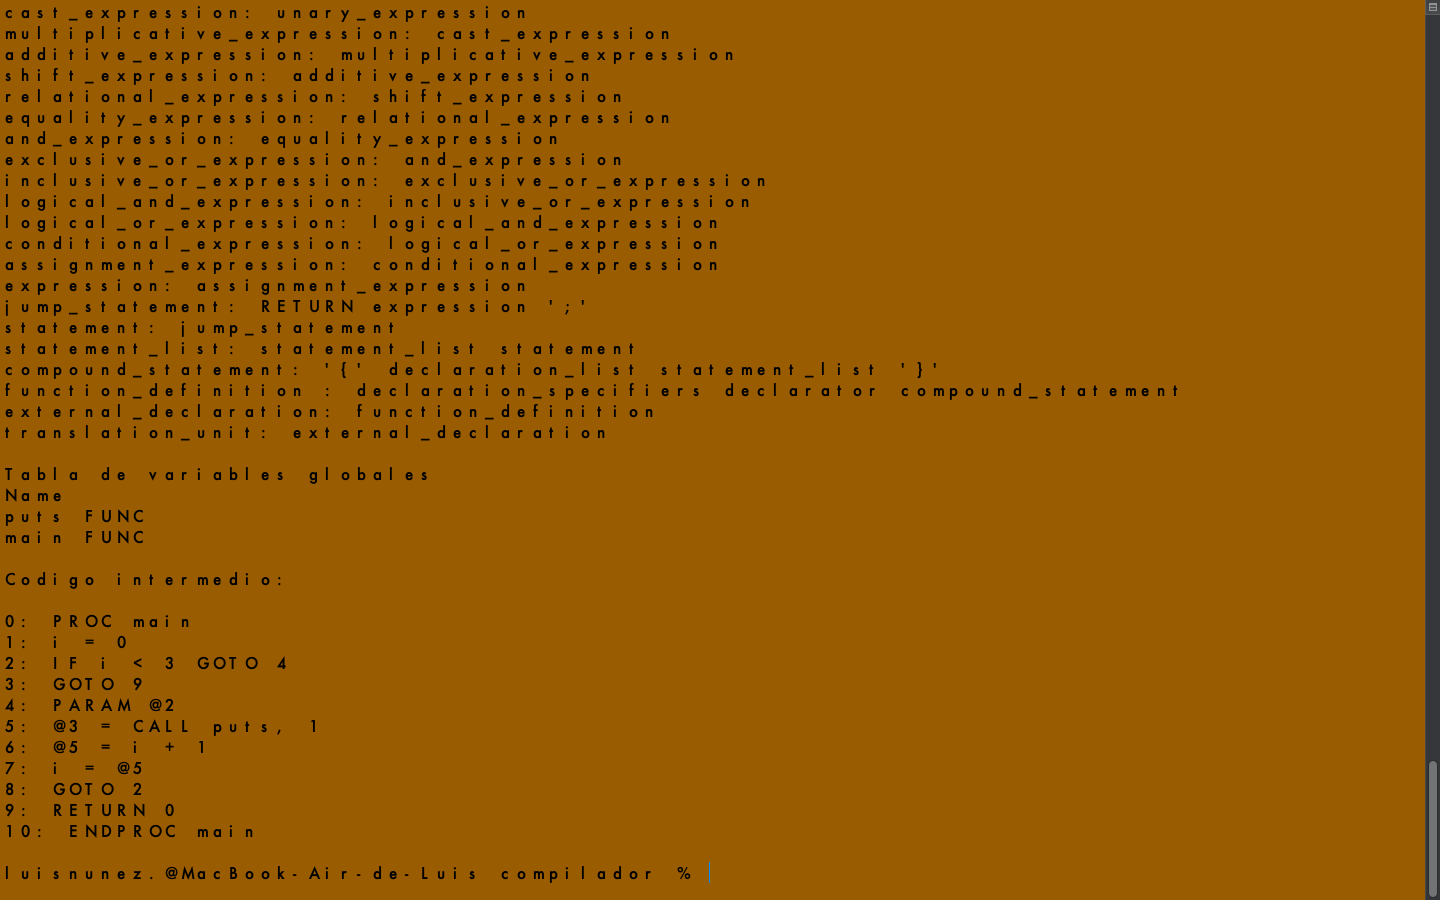 cast_expression: unary_expression
multiplicative_expression: cast_expression
additive_expression: multiplicative_expression
shift_expression: additive_expression
relational_expression: shift_expression
equality_expression: relational_expression
and_expression: equality_expression
exclusive_or_expression: and_expression
inclusive_or_expression: exclusive_or_expression
logical_and_expression: inclusive_or_expression
logical_or_expression: logical_and_expression
conditional_expression: logical_or_expression
assignment_expression: conditional_expression
expression: assignment_expression
jump_statement: RETURN expression ';'
statement: jump_statement
statement_list: statement_list statement
compound_statement: '{' declaration_list statement_list '}'
function_definition : declaration_specifiers declarator compound_statement
external_declaration: function_definition
translation_unit: external_declaration

Tabla de variables globales
Name
puts FUNC
main FUNC

Codigo intermedio:

0: PROC main
1: i = 0
2: IF i < 3 GOTO 4
3: GOTO 9
4: PARAM @2
5: @3 = CALL puts, 1
6: @5 = i + 1
7: i = @5
8: GOTO 2
9: RETURN 0
10: ENDPROC main

luisnunez.@MacBook-Air-de-Luis compilador %